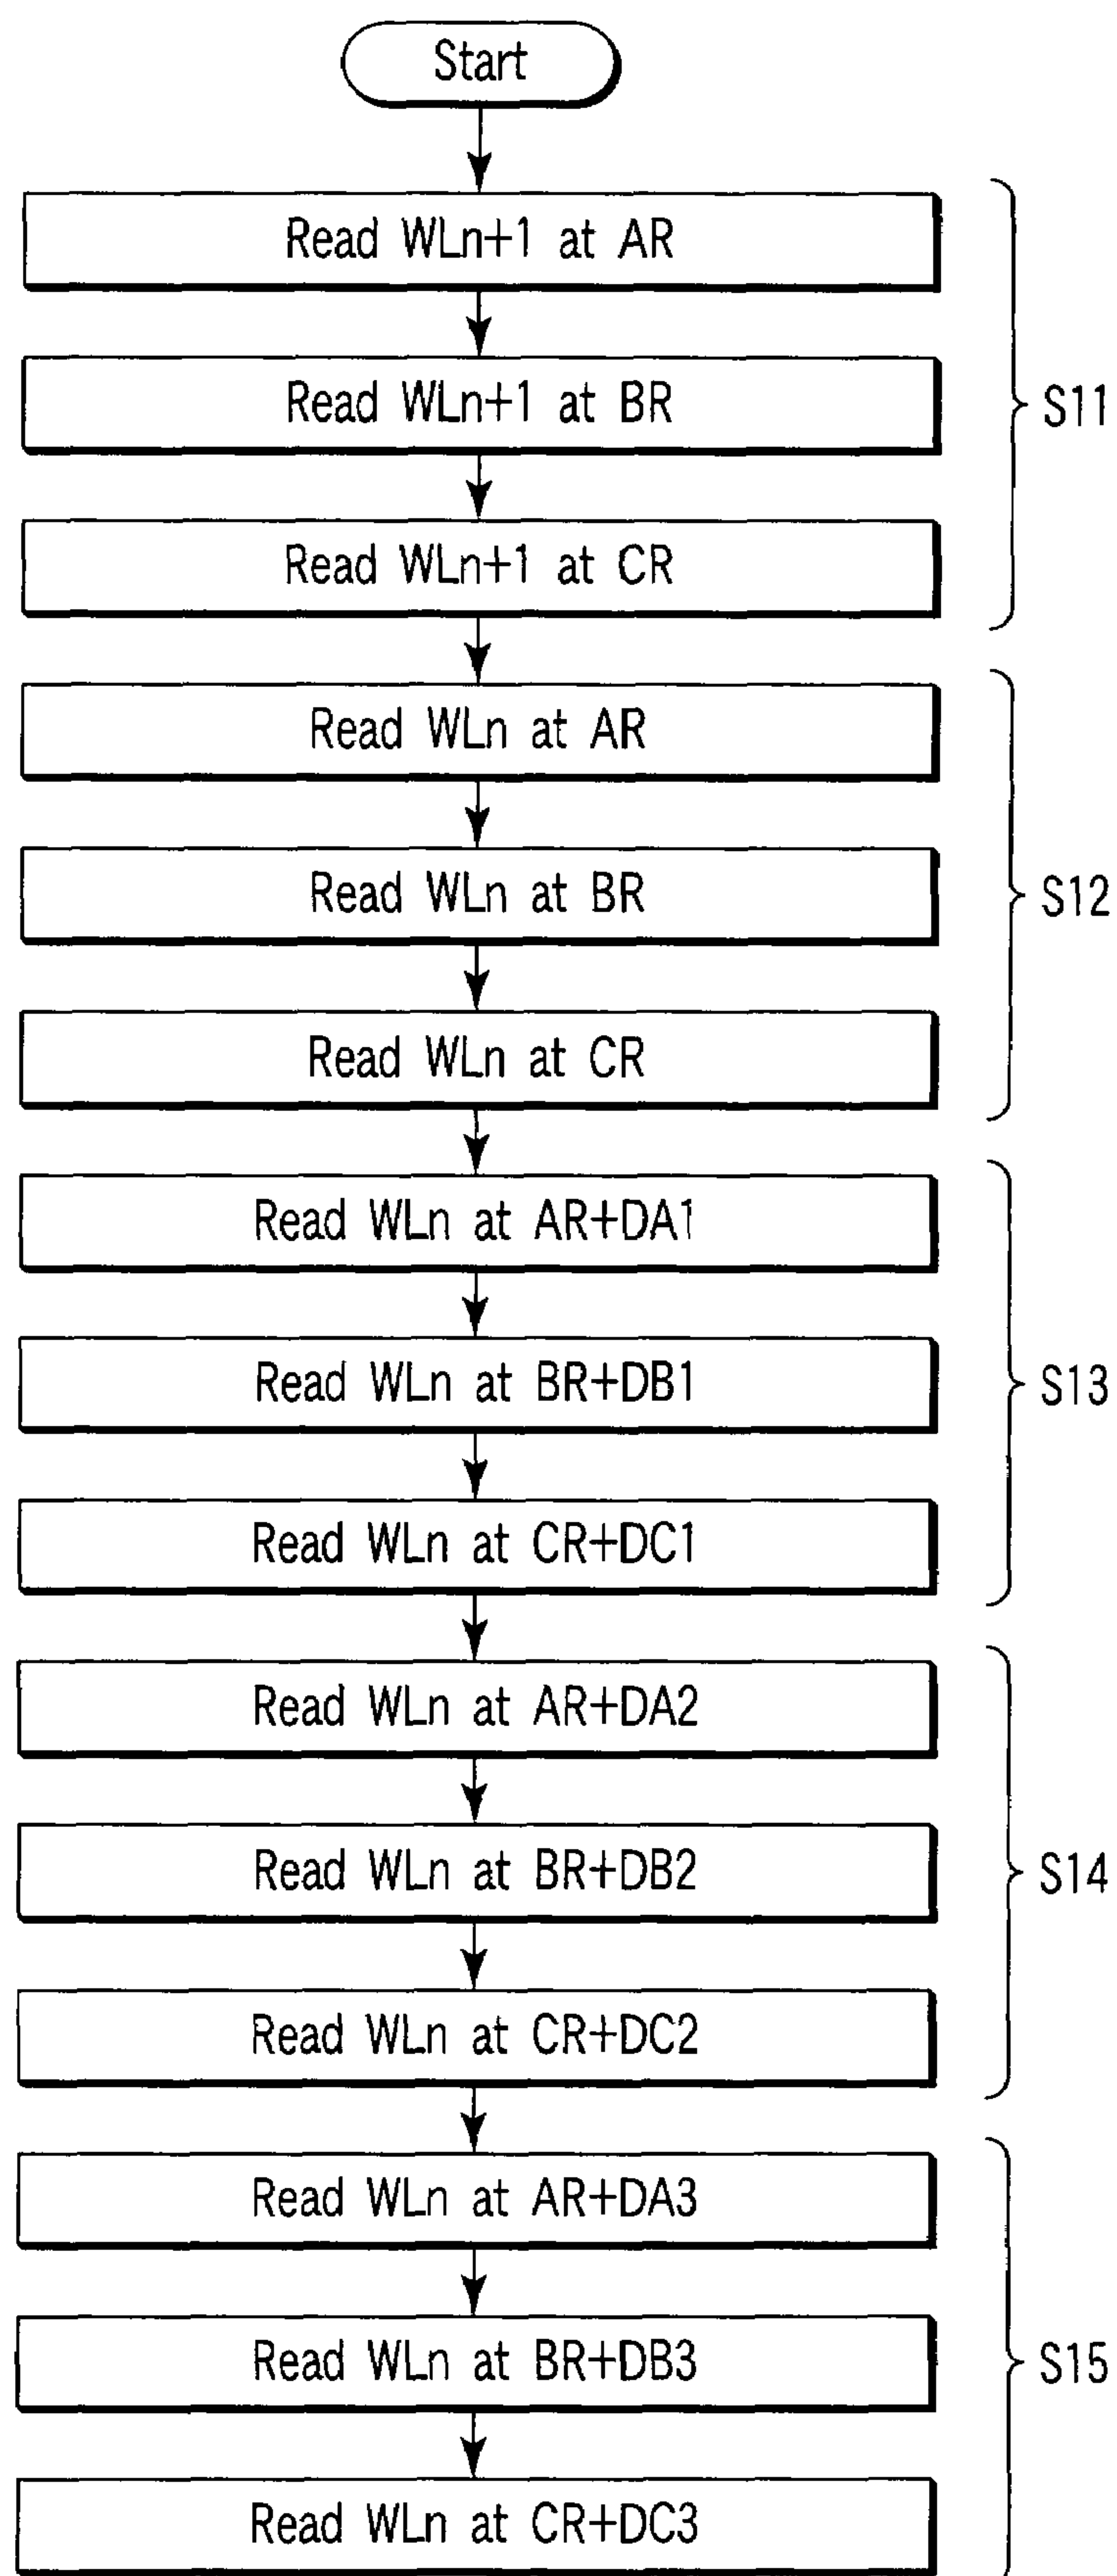 Start
Read WLn+1 at AR
Read WLn+1 at BR
S11
Read WLn+1 at CR
Read WLn at AR
Read WLn at BR
S12
Read WLn at CR
Read WLn at AR+DA1
Read WLn at BR+DB1
S13
Read WLn at CR+DC1
Read WLn at AR+DA2
Read WLn at BR+DB2
S14
Read WLn at CR+DC2
Read WLn at AR+DA3
Read WLn at BR+DB3
S15
Read WLn at CR+DC3